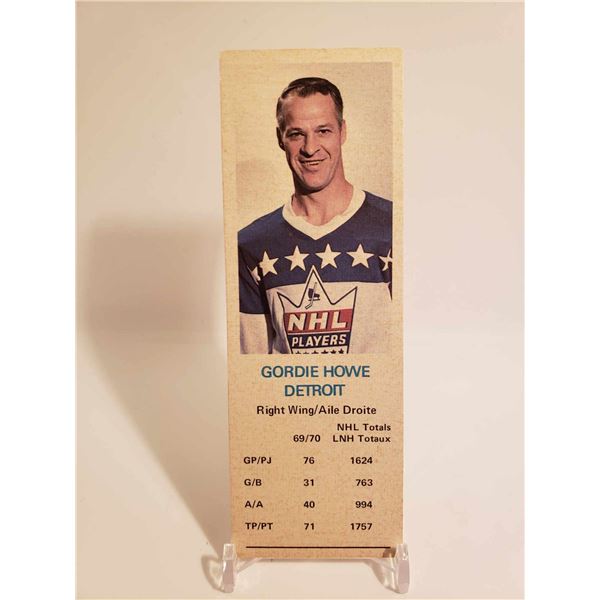 NHL
PLAYERS
GORDIE HOWE
DETROIT
Right Wing/Aile Droite
NHL Totals
69/70 LNH Totaux
GP/PJ 76 1624
G/B 31 763
A/A 40 994
TP/PT 71 1757